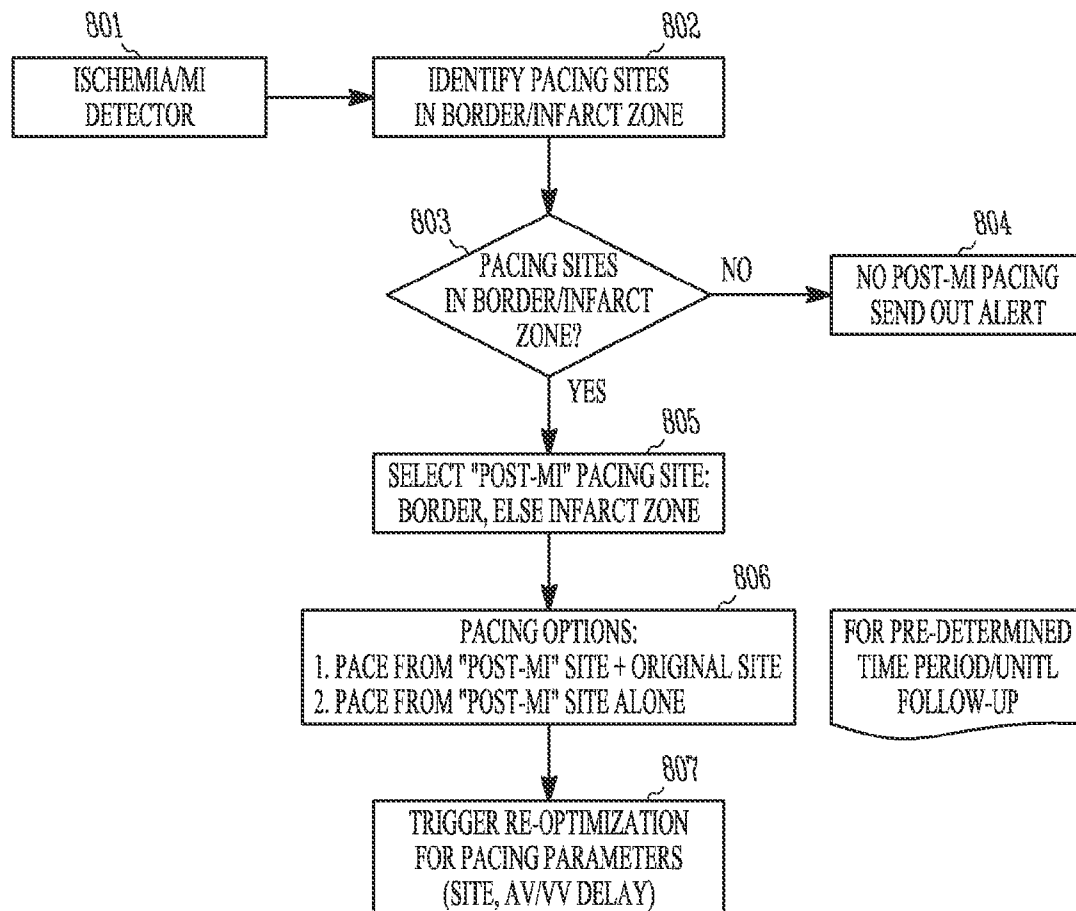 801
ISCHEMIA/MI
DETECTOR
802
IDENTIFY PACING SITES
IN BORDER/INFARCT ZONE
803
PACING SITES
IN BORDER/INFARCT
ZONE?
NO
804
NO POST-MI PACING
SEND OUT ALERT
YES
805
SELECT "POST-MI" PACING SITE:
BORDER, ELSE INFARCT ZONE
806
PACING OPTIONS:
1. PACE FROM "POST-MI" SITE + ORIGINAL SITE
2. PACE FROM "POST-MI" SITE ALONE
FOR PRE-DETERMINED
TIME PERIOD/UNITL
FOLLOW-UP
807
TRIGGER RE-OPTIMIZATION
FOR PACING PARAMETERS
(SITE, AV/VV DELAY)